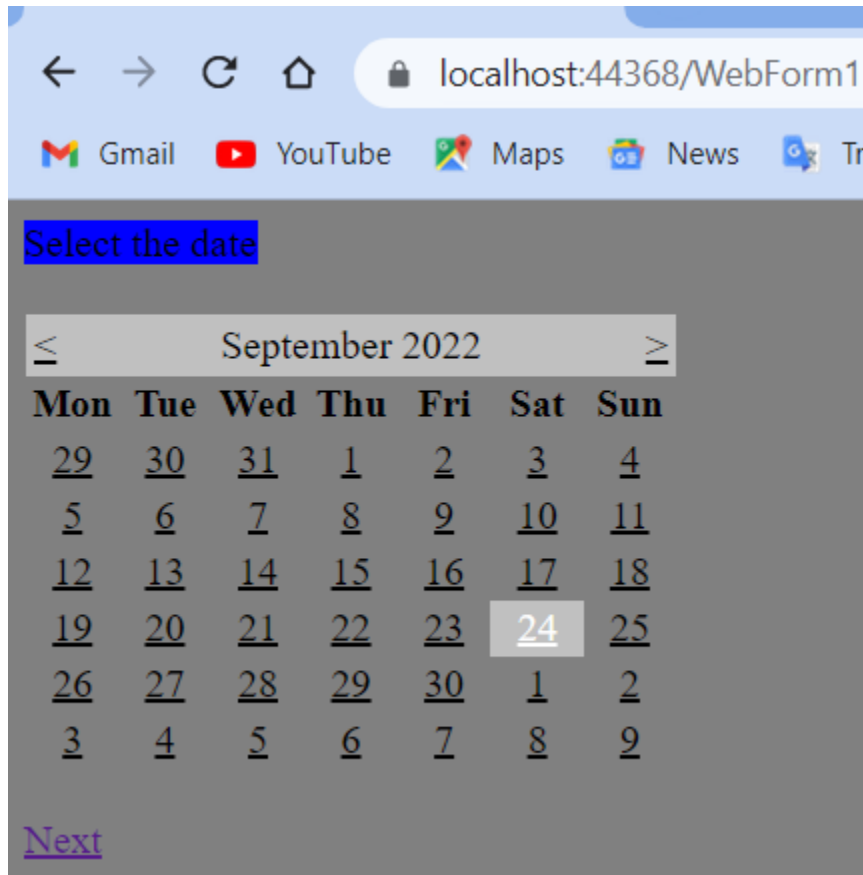 localhost:44368/WebForm1
Gmail YouTube Maps News
Select the date
< September 2022 >
Mon Tue Wed Thu Fri Sat Sun
29 30 31 1 2 3 4
5 6 7 8 9 10 11
12 13 14 15 16 17 18
19 20 21 22 23 24 25
26 27 28 29 30 1 2
3 4 5 6 7 8 9
Next